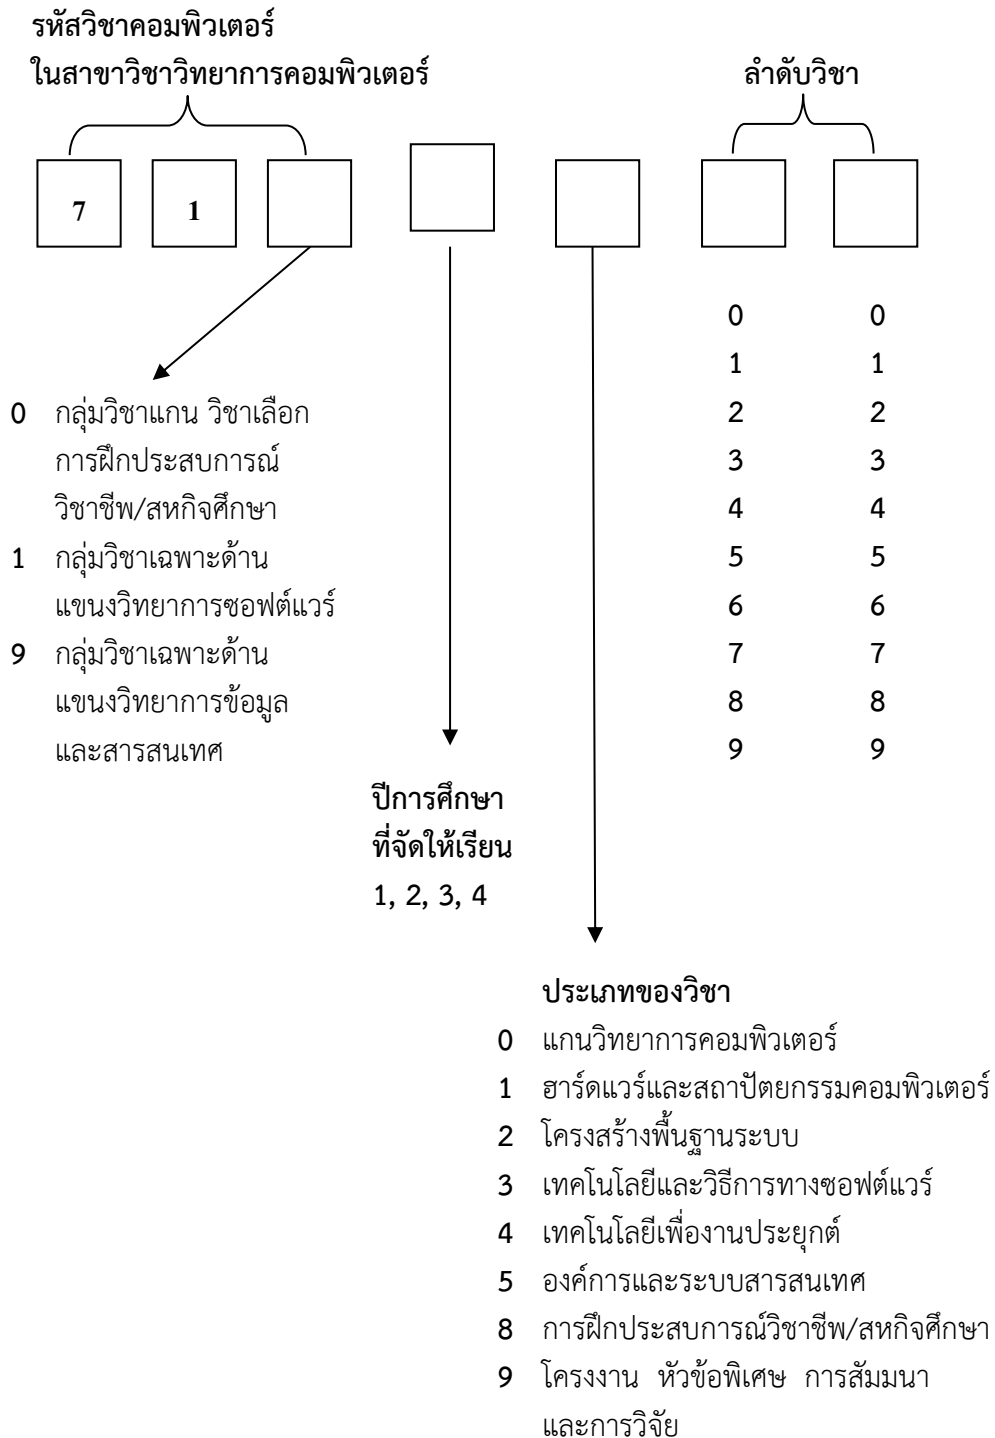 รหัสวิชาคอมพิวเตอร์
ในสาขาวิชาวิทยาการคอมพิวเตอร์
ลำดับวิชา
7 1
0 0
1 1
2 2
3 3
4 4
5 5
6 6
7 7
8 8
9 9
0 กลุ่มวิชาแกน วิชาเลือก
การฝึกประสบการณ์
วิชาชีพ/สหกิจศึกษา
1 กลุ่มวิชาเฉพาะด้าน
แขนงวิทยาการซอฟต์แวร์
9 กลุ่มวิชาเฉพาะด้าน
แขนงวิทยาการข้อมูล
และสารสนเทศ
ปีการศึกษา
ที่จัดให้เรียน
1, 2, 3, 4
ประเภทของวิชา
0 แกนวิทยาการคอมพิวเตอร์
1 ฮาร์ดแวร์และสถาปัตยกรรมคอมพิวเตอร์
2 โครงสร้างพื้นฐานระบบ
3 เทคโนโลยีและวิธีการทางซอฟต์แวร์
4 เทคโนโลยีเพื่องานประยุกต์
5 องค์การและระบบสารสนเทศ
8 การฝึกประสบการณ์วิชาชีพ/สหกิจศึกษา
9 โครงงาน หัวข้อพิเศษ การสัมมนา
และการวิจัย